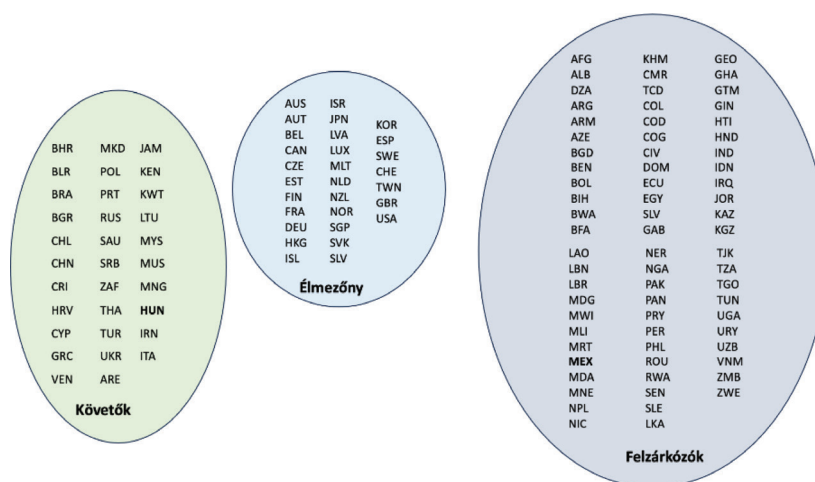 BHR MKD JAM
BLR POL KEN
BRA PRT KWT
BGR RUS LTU
CHL SAU MYS
CHN SRB MUS
CRI ZAF MNG
HRV THA HUN
CYP TUR IRN
GRC UKR ITA
VEN ARE
Követők
AUS ISR
AUT JPN KOR
BEL LVA ESP
CAN LUX SWE
CZE MLT CHE
EST NLD TWN
FIN NZL GBR
FRA NOR USA
DEU SGP
HKG SVK
ISL SLV
Élmezőny
AFG KHM GEO
ALB CMR GHA
DZA TCD GTM
ARG COL GIN
ARM COD HTI
AZE COG HND
BGD CIV IND
BEN DOM IDN
BOL ECU IRQ
BIH EGY JOR
BWA SLV KAZ
BFA GAB KGZ
LAO NER TJK
LBN NGA TZA
LBR PAK TGO
MDG PAN TUN
MWI PRY UGA
MLI PER URY
MRT PHL UZB
MEX ROU VNM
MDA RWA ZMB
MNE SEN ZWE
NPL SLE
NIC LKA
Felzárkózók